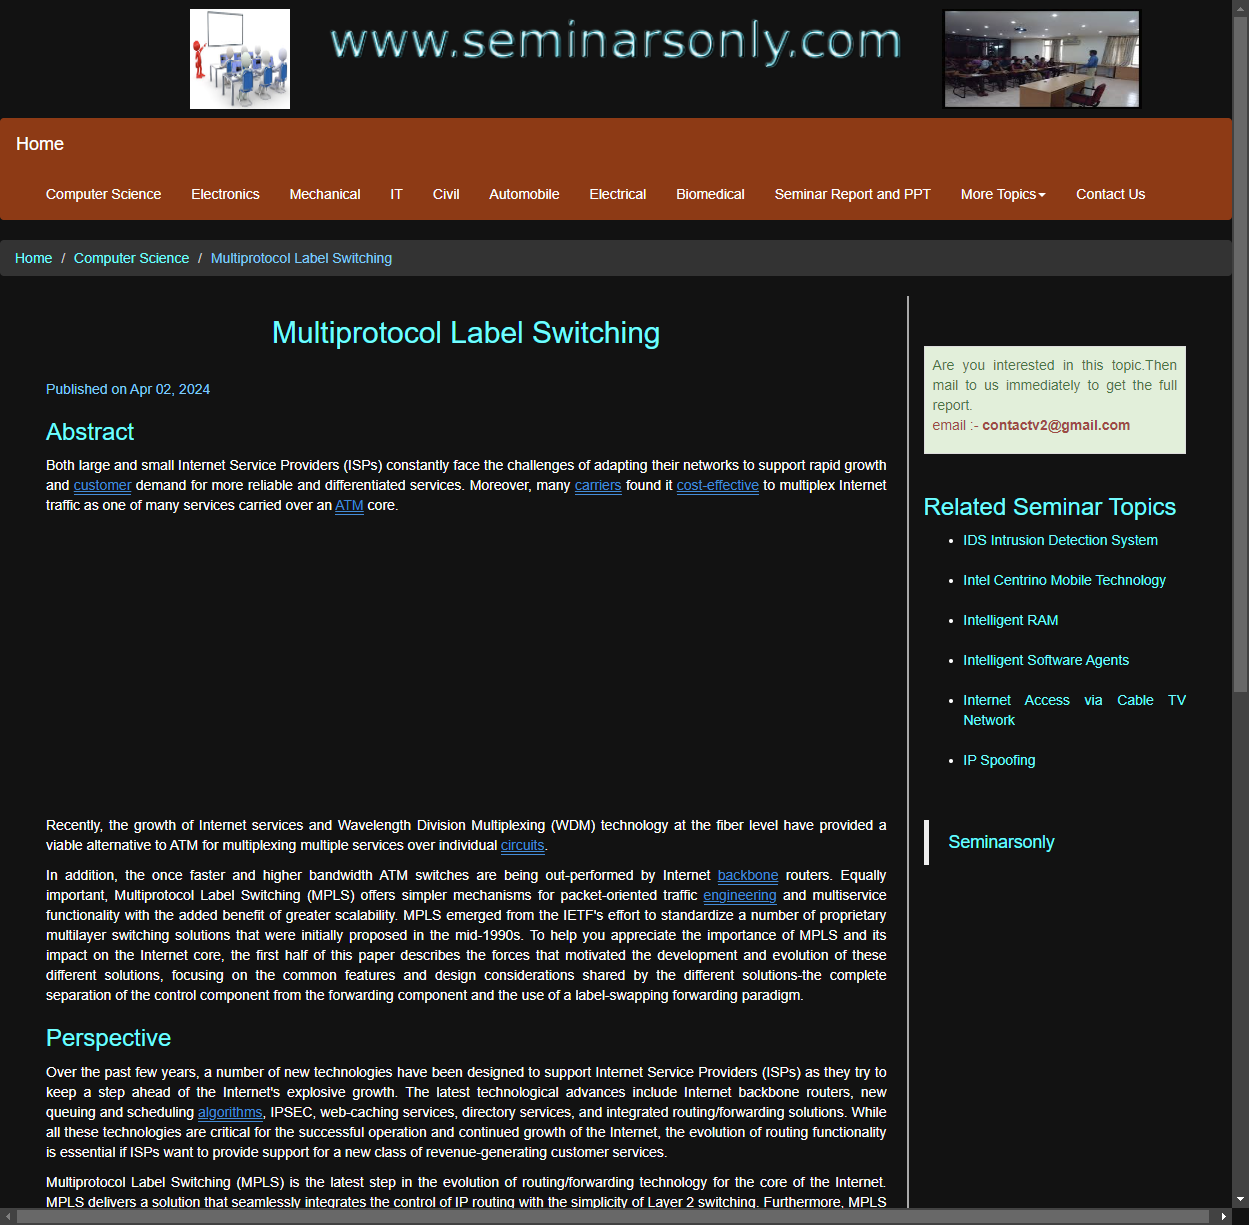 www.seminarsonly.com
Home
Computer Science Electronics Mechanical IT Civil Automobile Electrical Biomedical Seminar Report and PPT More Topics Contact Us
Home / Computer Science / Multiprotocol Label Switching
Multiprotocol Label Switching
Published on Apr 02, 2024
Abstract
Both large and small Internet Service Providers (ISPs) constantly face the challenges of adapting their networks to support rapid growth
and customer demand for more reliable and differentiated services. Moreover, many carriers found it cost-effective to multiplex Internet
traffic as one of many services carried over an ATM core.
Recently, the growth of Internet services and Wavelength Division Multiplexing (WDM) technology at the fiber level have provided a
viable alternative to ATM for multiplexing multiple services over individual circuits.
In addition, the once faster and higher bandwidth ATM switches are being out-performed by Internet backbone routers. Equally
important, Multiprotocol Label Switching (MPLS) offers simpler mechanisms for packet-oriented traffic engineering and multiservice
functionality with the added benefit of greater scalability. MPLS emerged from the IETF's effort to standardize a number of proprietary
multilayer switching solutions that were initially proposed in the mid-1990s. To help you appreciate the importance of MPLS and its
impact on the Internet core, the first half of this paper describes the forces that motivated the development and evolution of these
different solutions, focusing on the common features and design considerations shared by the different solutions-the complete
separation of the control component from the forwarding component and the use of a label-swapping forwarding paradigm.
Perspective
Over the past few years, a number of new technologies have been designed to support Internet Service Providers (ISPs) as they try to
keep a step ahead of the Internet's explosive growth. The latest technological advances include Internet backbone routers, new
queuing and scheduling algorithms, IPSEC, web-caching services, directory services, and integrated routing/forwarding solutions. While
all these technologies are critical for the successful operation and continued growth of the Internet, the evolution of routing functionality
is essential if ISPs want to provide support for a new class of revenue-generating customer services.
Multiprotocol Label Switching (MPLS) is the latest step in the evolution of routing/forwarding technology for the core of the Internet.
MPLS delivers a solution that seamlessly integrates the control of IP routing with the simplicity of Layer 2 switching. Furthermore, MPLS
Are you interested in this topic.Then
mail to us immediately to get the full
report.
email :- contactv2@gmail.com
Related Seminar Topics
IDS Intrusion Detection System
Intel Centrino Mobile Technology
Intelligent RAM
Intelligent Software Agents
Internet Access via Cable TV
Network
IP Spoofing
Seminarsonly